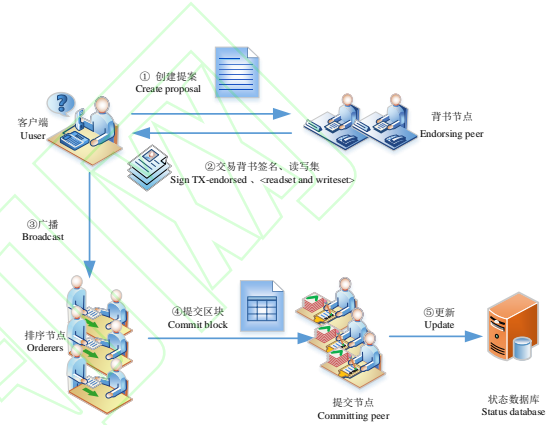 ① 创建提案
Create proposal
客户端
Uuser
背书节点
Endorsing peer
②交易背书签名、读写集
Sign TX-endorsed 、<readset and writeset>
③广播
Broadcast
④提交区块
Commit block
⑤更新
Update
排序节点
Orderers
提交节点
Committing peer
状态数据库
Status database